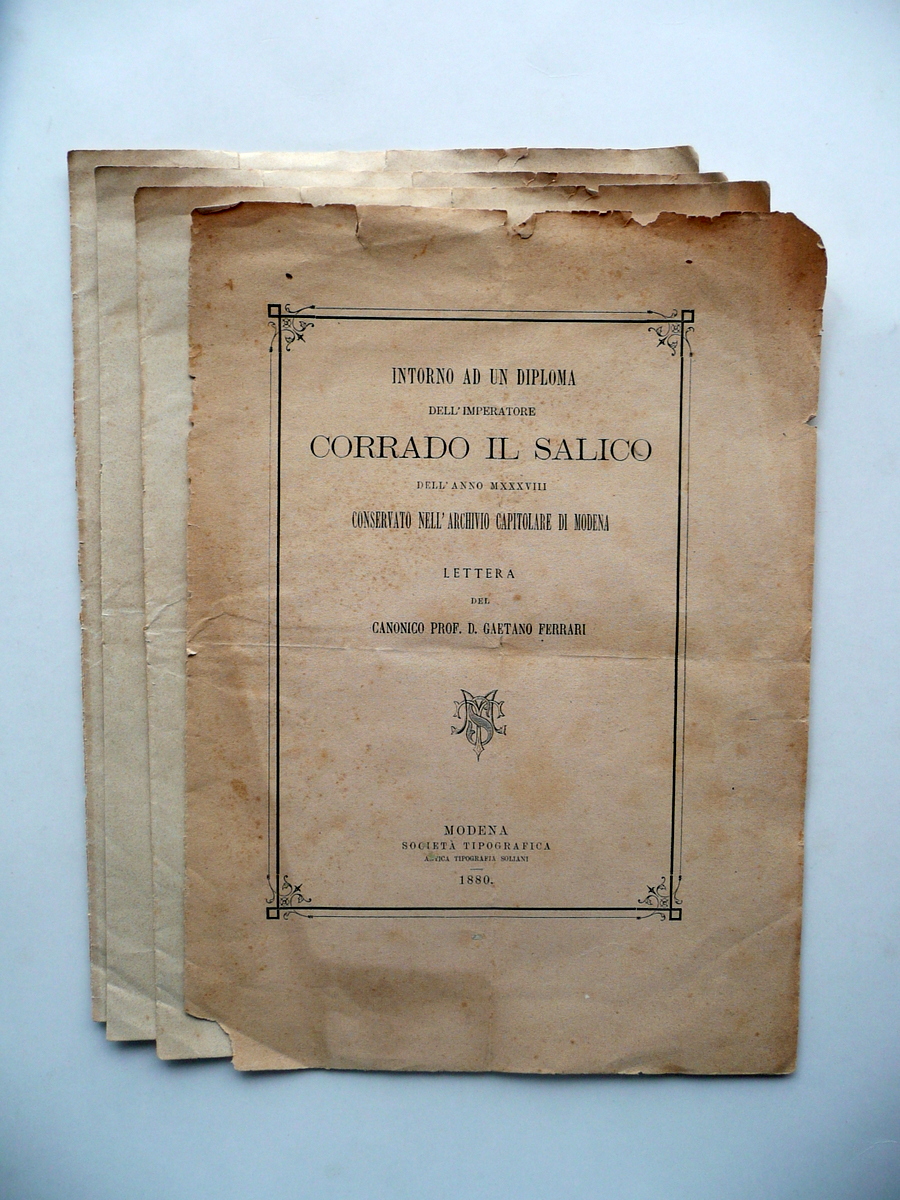 INTORNO AD UN DIPLOMA
DELL'IMPERATORE
CORRADO IL SALICO
DELL'ANNO MXXXVIII
CONSERVATO NELL'ARCHIVIO CAPITOLARE DI MODENA
LETTERA
DEL
CANONICO PROF. D. GAETANO FERRARI
MODENA
SOCIETÀ TIPOGRAFICA
ANTICA TIPOGRAFIA SOLIANI
1880.